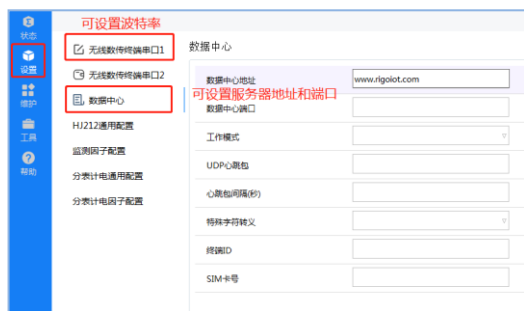 可设置波特率
状态
设置
维护
工具
帮助
无线数传终端串口1
无线数传终端串口2
数据中心
HJ212通用配置
监测因子配置
分表计电通用配置
分表计电因子配置
数据中心
数据中心地址
www.rigoiot.com
可设置服务器地址和端口
数据中心端口
工作模式
UDP心跳包
心跳包间隔(秒)
特殊字符转义
终端ID
SIM卡号